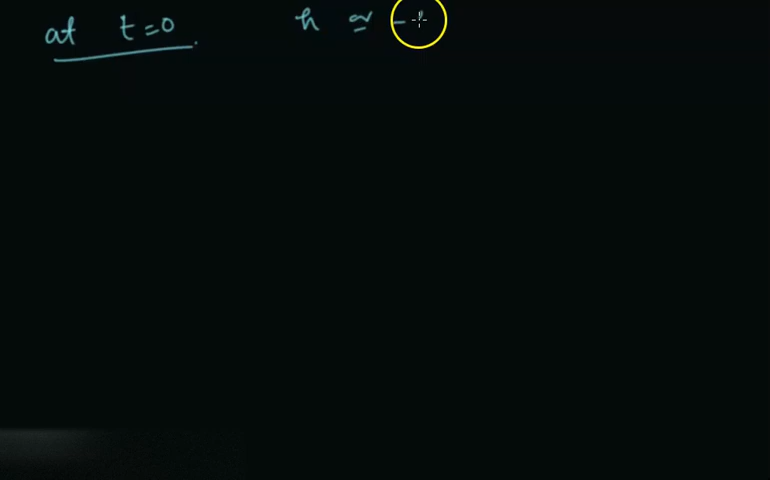 at t=0. h ≅ -